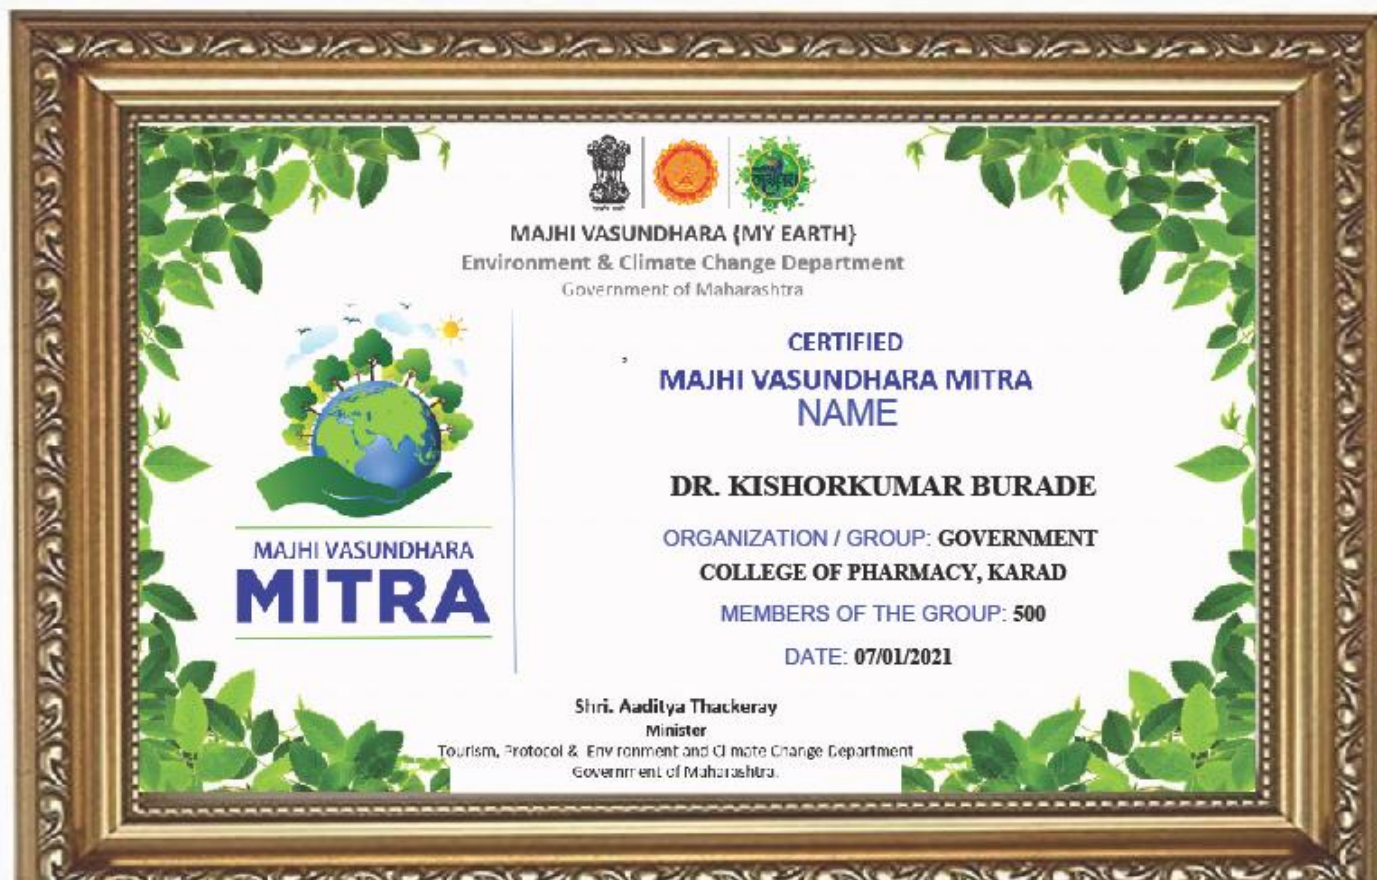 MAJHI VASUNDHARA {MY EARTH}
Environment & Climate Change Department
Government of Maharashtra
CERTIFIED
MAJHI VASUNDHARA MITRA
NAME
DR. KISHORKUMAR BURADE
ORGANIZATION / GROUP: GOVERNMENT
COLLEGE OF PHARMACY, KARAD
MEMBERS OF THE GROUP: 500
DATE: 07/01/2021
MAJHI VASUNDHARA
MITRA
Shri. Aaditya Thackeray
Minister
Tourism, Protocol & Environment and Climate Change Department
Government of Maharashtra.